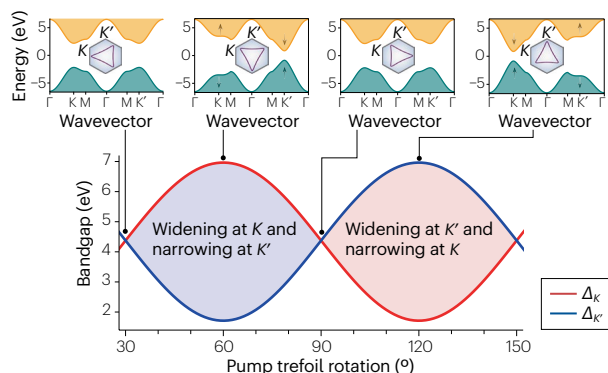 Energy (eV)
5
0
−5
K′
K
Γ K M Γ M K′ Γ
Wavevector
5
0
−5
K′
K
Γ K M Γ M K′ Γ
Wavevector
5
0
−5
K′
K
Γ K M Γ M K′ Γ
Wavevector
5
0
−5
K′
K
Γ K M Γ M K′ Γ
Wavevector
Bandgap (eV)
7
6
5
4
3
2
Widening at K and
narrowing at K′
Widening at K′ and
narrowing at K
30 60 90 120 150
Pump trefoil rotation (º)
ΔK
ΔK′